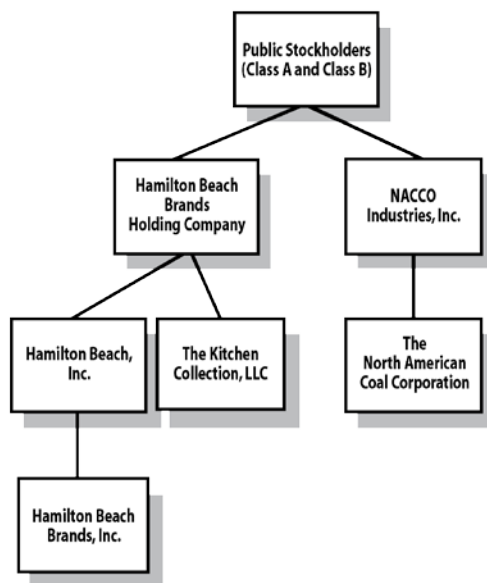 Public Stockholders
(Class A and Class B)
Hamilton Beach
Brands
Holding Company
NACCO
Industries, Inc.
Hamilton Beach,
Inc.
The Kitchen
Collection, LLC
The
North American
Coal Corporation
Hamilton Beach
Brands, Inc.